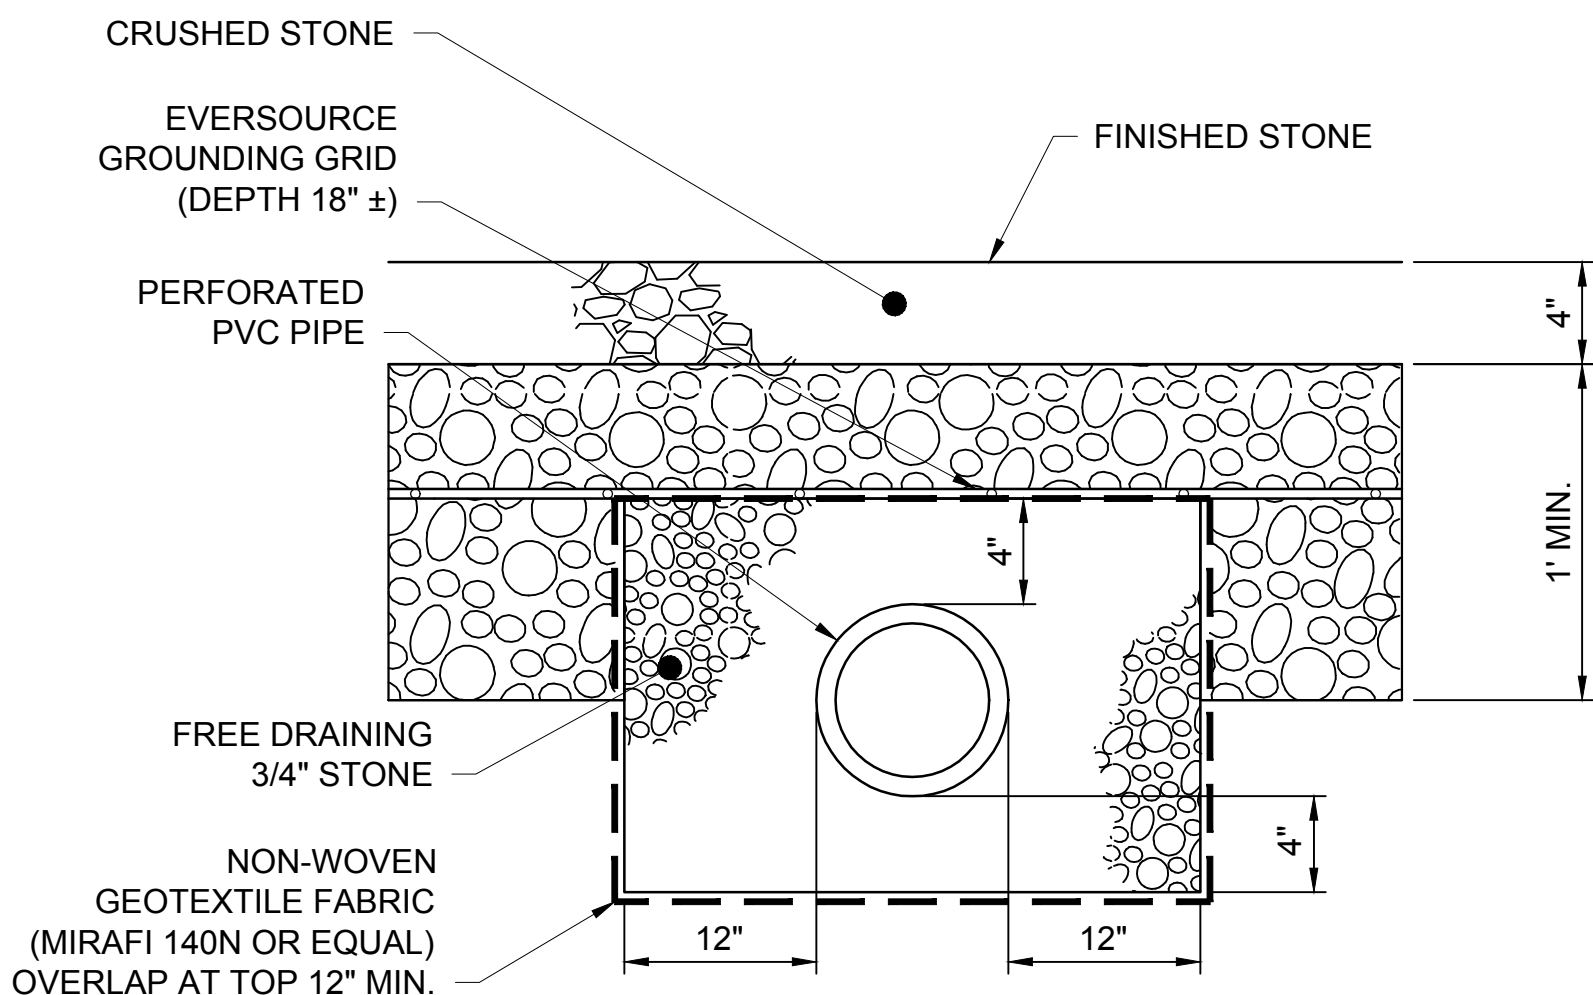 CRUSHED STONE
EVERSOURCE
GROUNDING GRID
(DEPTH 18" ±)
FINISHED STONE
PERFORATED
PVC PIPE
4"
1' MIN.
4"
FREE DRAINING
3/4" STONE
4"
NON-WOVEN
GEOTEXTILE FABRIC
(MIRAFI 140N OR EQUAL)
OVERLAP AT TOP 12" MIN.
12"
12"